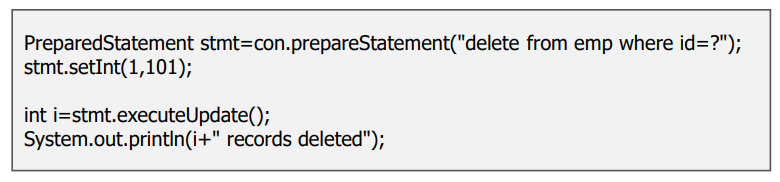 PreparedStatement stmt=con.prepareStatement("delete from emp where id=?");
stmt.setInt(1,101);
int i=stmt.executeUpdate();
System.out.println(i+" records deleted");